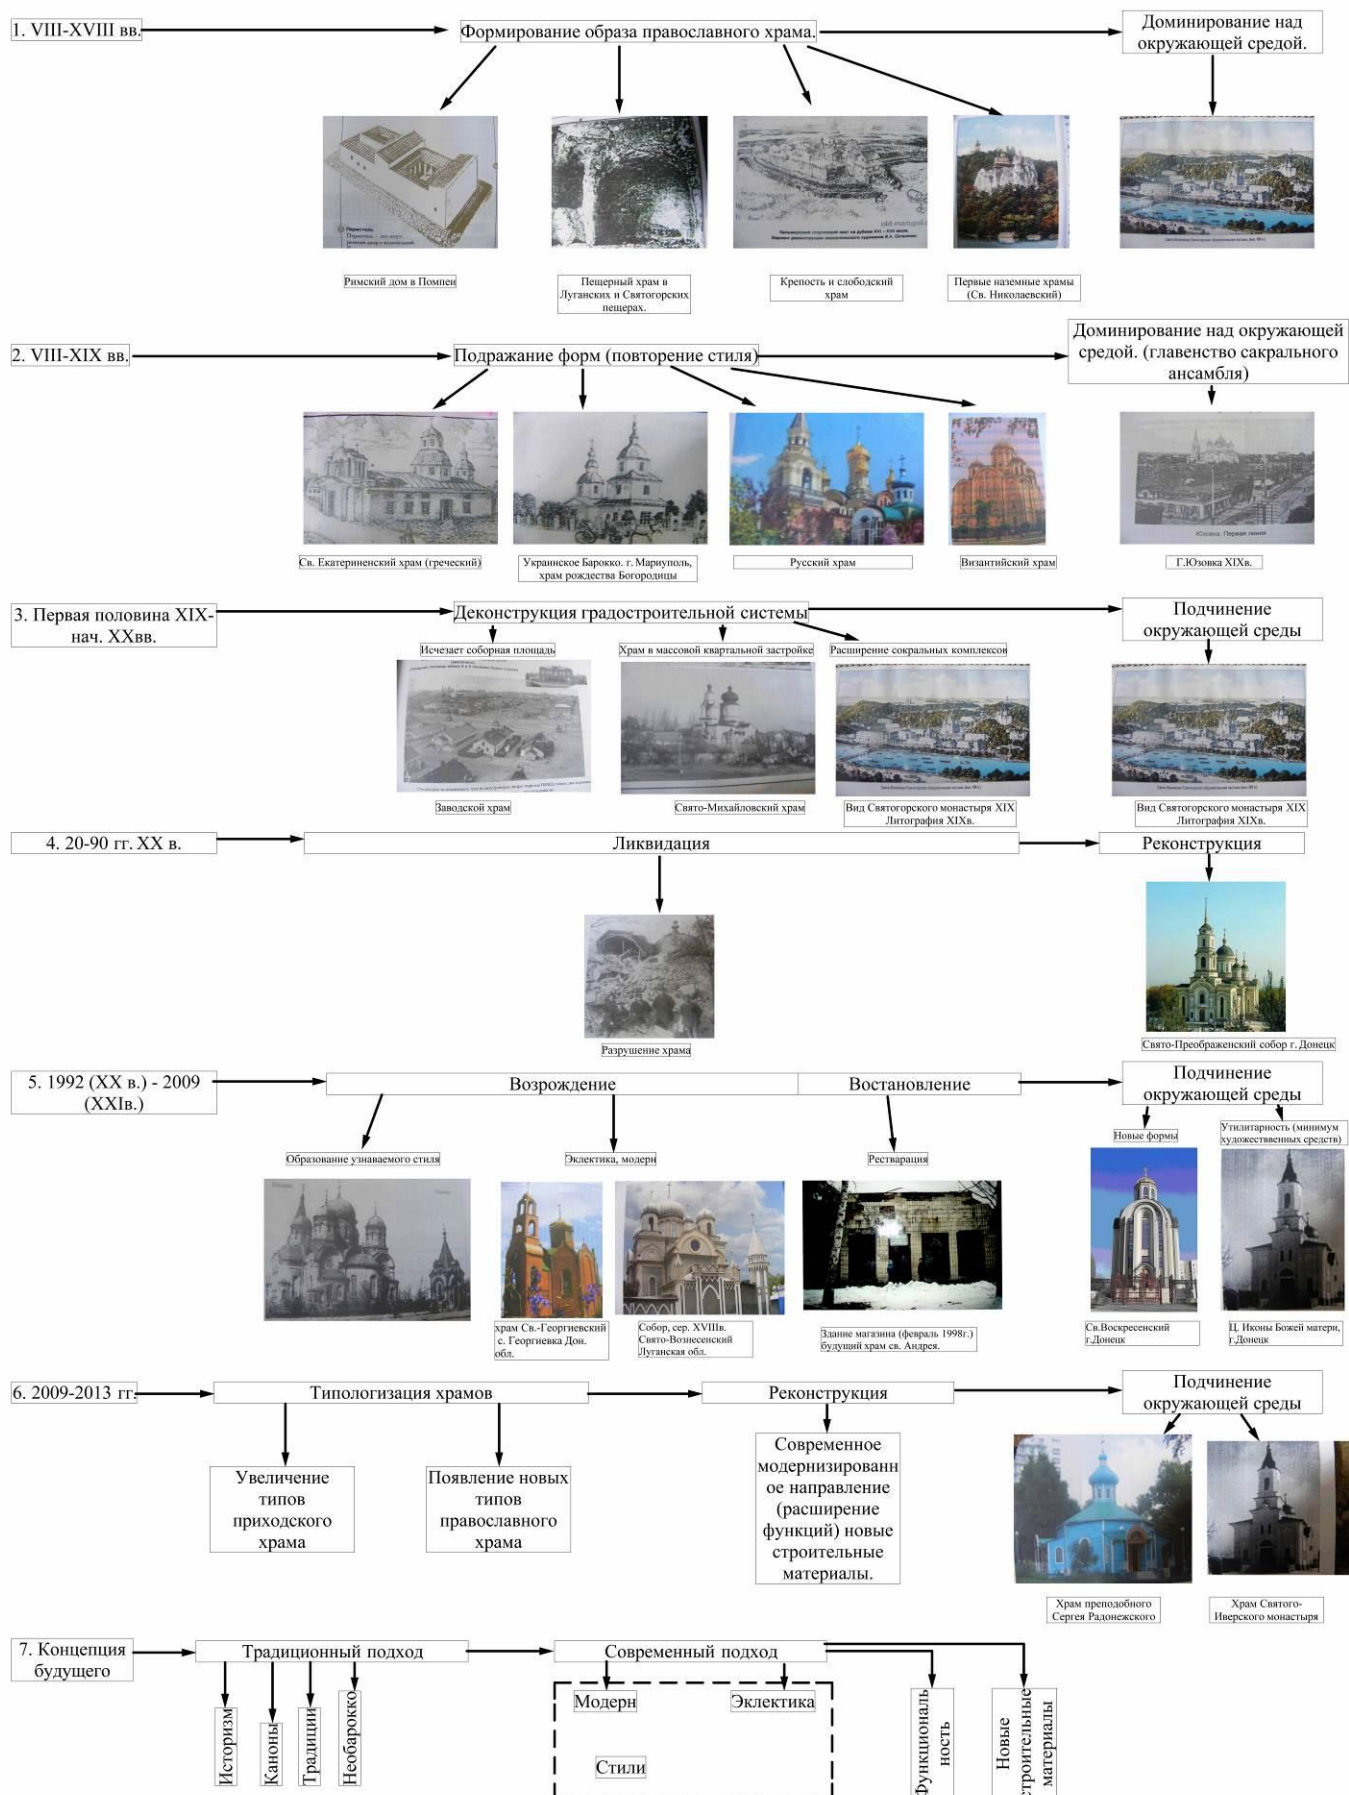 1. VIII-XVIII вв.
Формирование образа православного храма.
Доминирование над
окружающей средой.
Перистиль.
old-mariupol
Римский дом в Помпеи
Пещерный храм в
Луганских и Святогорских
пещерах.
Крепость и слободский
храм
Первые наземные храмы
(Св. Николаевский)
2. VIII-XIX вв.
Подражание форм (повторение стиля)
Доминирование над окружающей
средой. (главенство сакрального
ансамбля)
Юзовка. Первая линия
Св. Екатериненский храм (греческий)
Украинское Барокко. г. Мариуполь,
храм рождества Богородицы
Русский храм
Византийский храм
Г.Юзовка XIXв.
3. Первая половина XIX-
нач. XXвв.
Деконструкция градостроительной системы
Подчинение
окружающей среды
Исчезает соборная площадь
Храм в массовой квартальной застройке
Расширение сокральных комплексов
Заводской храм
Свято-Михайловский храм
Вид Святогорского монастыря XIX
Литография XIXв.
Вид Святогорского монастыря XIX
Литография XIXв.
4. 20-90 гг. XX в.
Ликвидация
Реконструкция
Разрушение храма
Свято-Преображенский собор г. Донецк
5. 1992 (XX в.) - 2009
(XXIв.)
Возрождение
Востановление
Подчинение
окружающей среды
Образование узнаваемого стиля
Эклектика, модерн
Рестварация
Новые формы
Утилитарность (минимум
художестввенных средств)
храм Св.-Георгиевский
с. Георгиевка Дон.
обл.
Собор, сер. XVIIIв.
Свято-Вознесенский
Луганская обл.
Здание магазина (февраль 1998г.)
будущий храм св. Андрея.
Св.Воскресенский
г.Донецк
Ц. Иконы Божей матери,
г.Донецк
6. 2009-2013 гг.
Типологизация храмов
Реконструкция
Подчинение
окружающей среды
Увеличение
типов
приходского
храма
Появление новых
типов
православного
храма
Современное
модернизированн
ое направление
(расширение
функций) новые
строительные
материалы.
Храм преподобного
Сергея Радонежского
Храм Святого-
Иверского монастыря
7. Концепция
будущего
Традиционный подход
Современный подход
Историзм
Каноны
Традиции
Необарокко
Модерн
Эклектика
Стили
Функциональ
ность
Новые
строительные
материалы